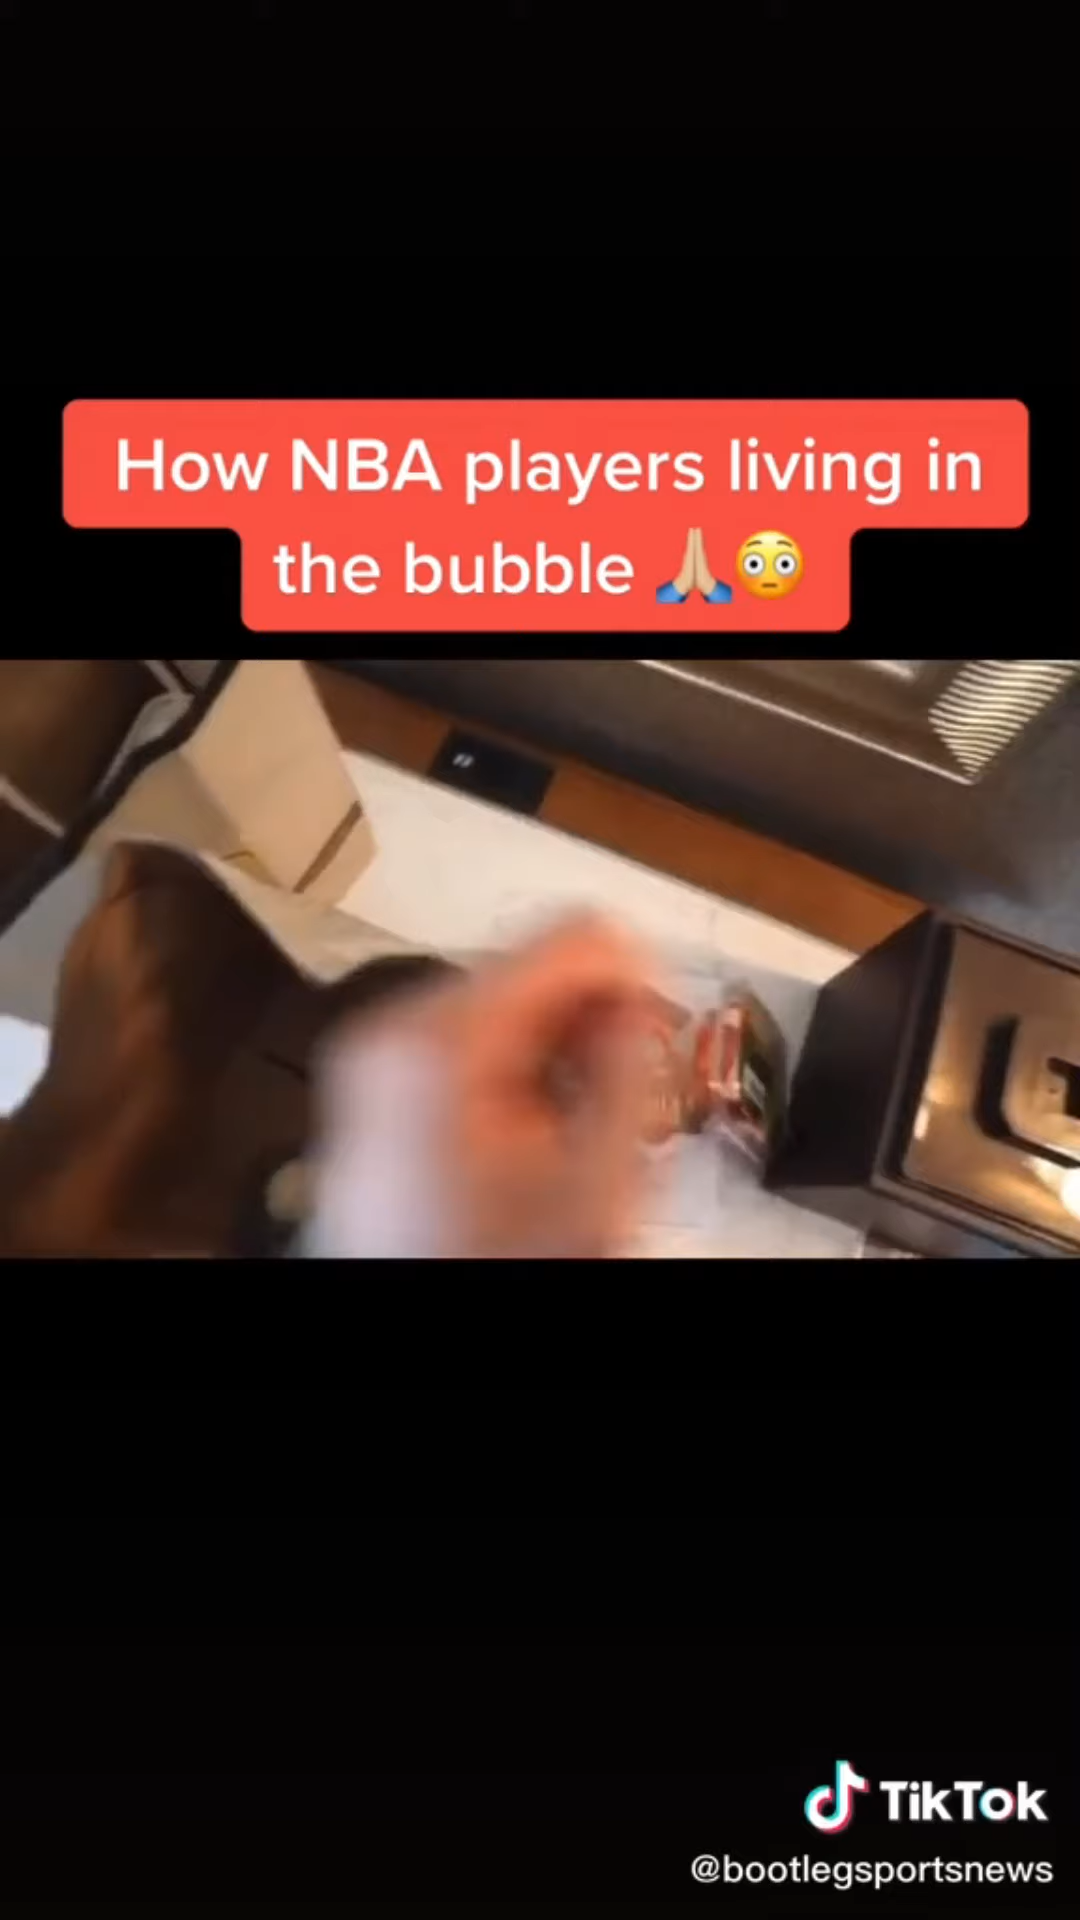 How NBA players living in
the bubble 🙏🏼😳
TikTok
@bootlegsportsnews